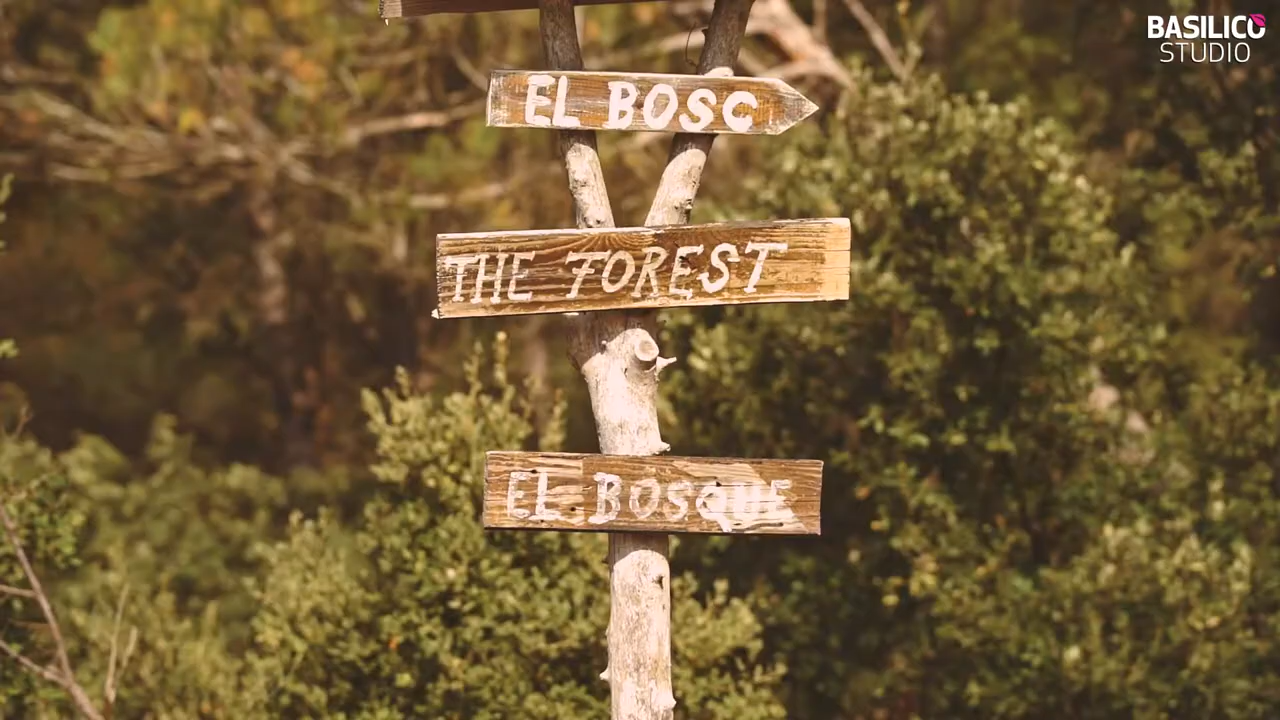 BASILICO
STUDIO
EL BOSC
THE FOREST
EL BOSQUE